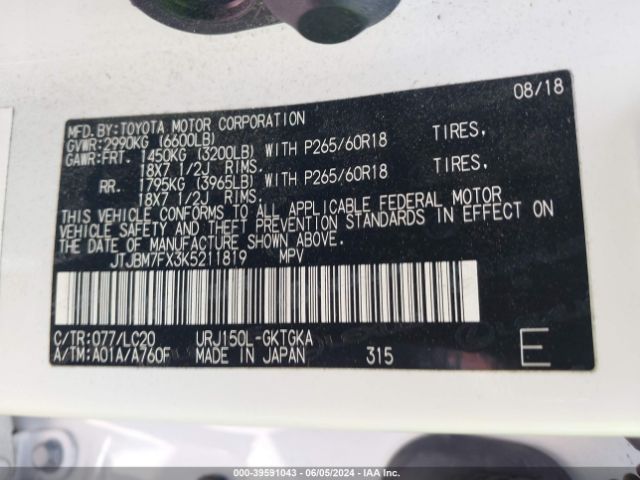 08/18
MFD.BY:TOYOTA MOTOR CORPORATION
GVWR:2990KG (6600LB)
GAWR:FRT. 1450KG (3200LB) WITH P265/60R18 TIRES,
18X7 1/2J RIMS.
RR. 1795KG (3965LB) WITH P265/60R18 TIRES,
18X7 1/2J RIMS.
THIS VEHICLE CONFORMS TO ALL APPLICABLE FEDERAL MOTOR
VEHICLE SAFETY AND THEFT PREVENTION STANDARDS IN EFFECT ON
THE DATE OF MANUFACTURE SHOWN ABOVE.
JTJBM7FX3K5211819 MPV
C/TR:077/LC20 URJ150L-GKTGKA
A/TM:A01A/A760F MADE IN JAPAN 315 E
000-39591043 - 06/05/2024 - IAA, Inc.